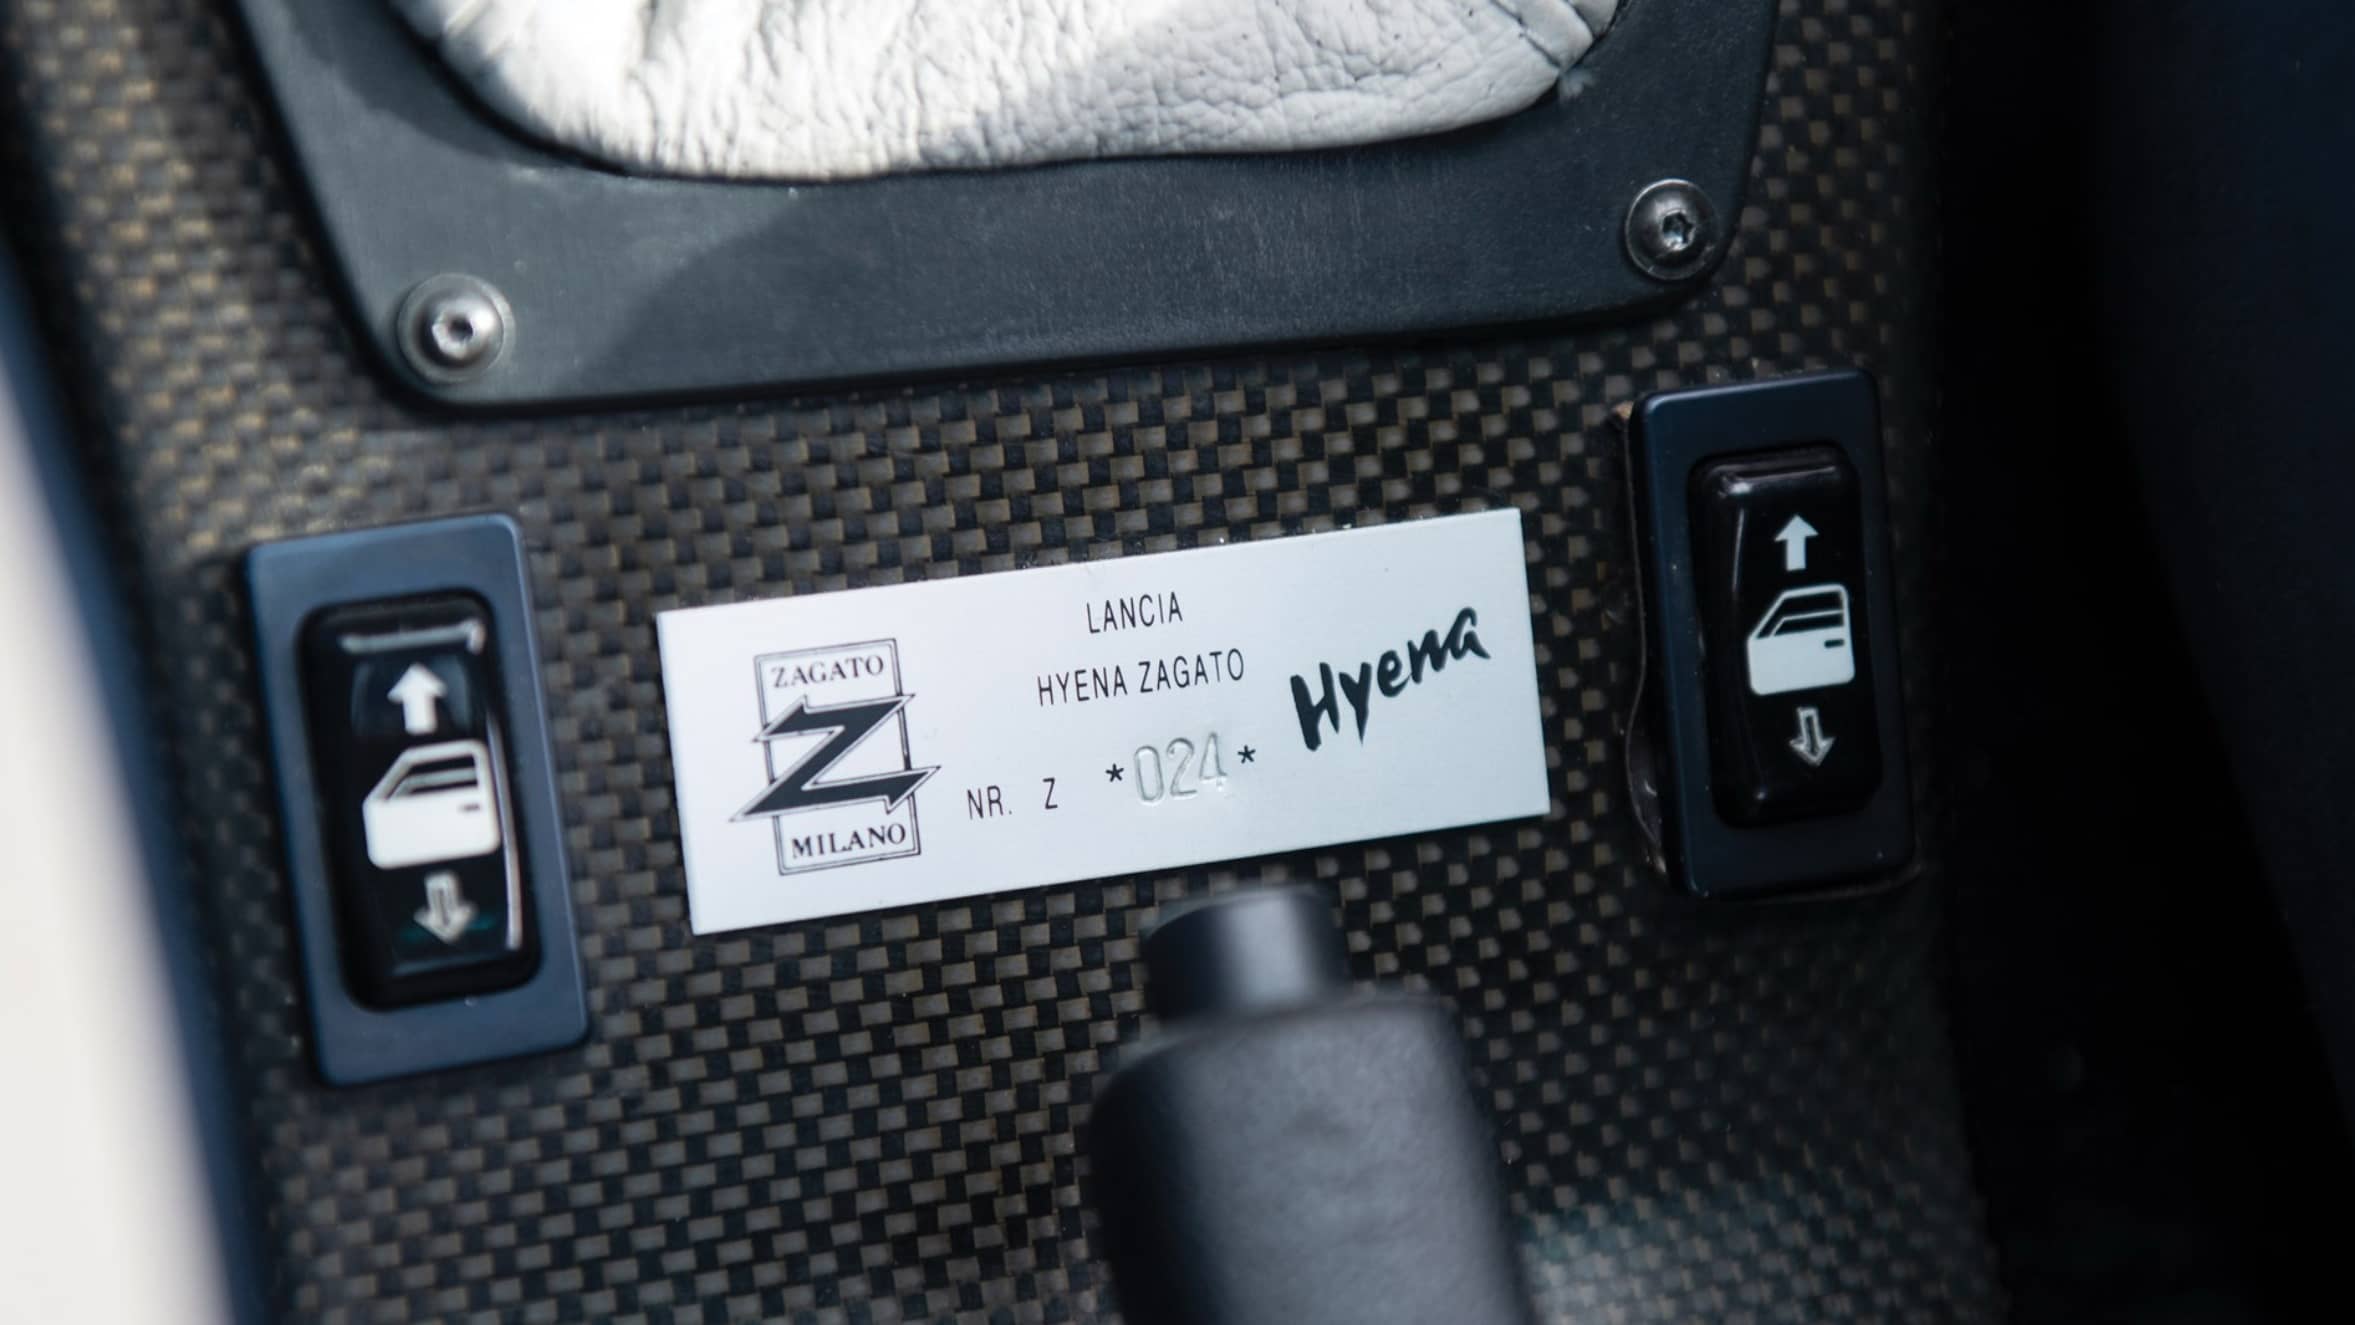 ZAGATO
Z
MILANO
LANCIA
HYENA ZAGATO
NR. Z *024*
Hyena